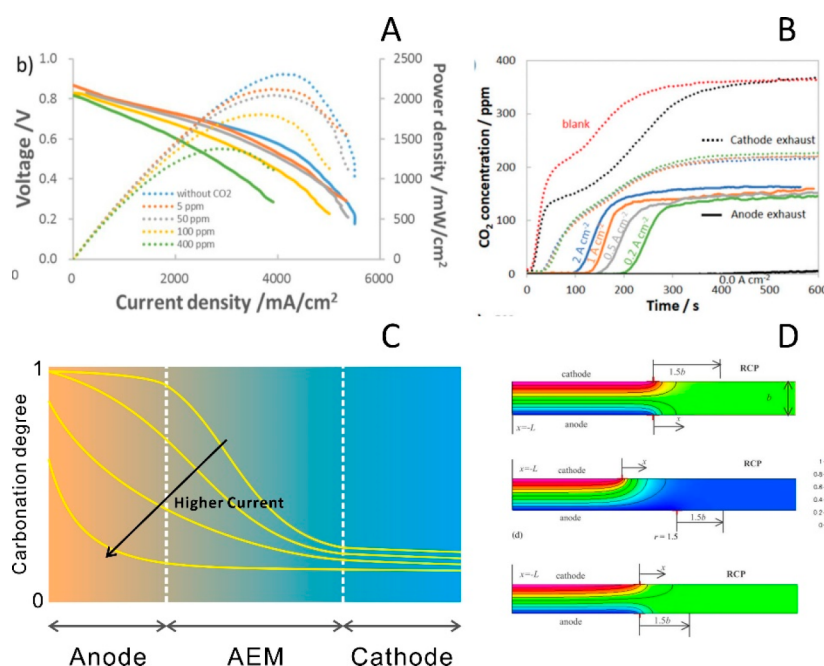 A
b)
Voltage /V
1.0
0.8
0.6
0.4
0.2
0
2500
2000
1500
1000
500
0
Power density /mW/cm2
without CO2
5 ppm
50 ppm
100 ppm
400 ppm
0
2000
4000
6000
Current density /mA/cm2
B
CO2 concentration / ppm
400
300
200
100
0
blank
Cathode exhaust
Anode exhaust
2 A cm-2
1 A cm-2
0.5 A cm-2
0.2 A cm-2
0.0 A cm-2
0 100 200 300 400 500 600
Time / s
C
Carbonation degree
1
0
Higher Current
Anode
AEM
Cathode
D
1.5b
RCP
cathode
b
anode
x=-L
x
x=-L
x
RCP
cathode
anode
1.5b
(d)
r = 1.5
x=-L
x
RCP
cathode
anode
1.5b